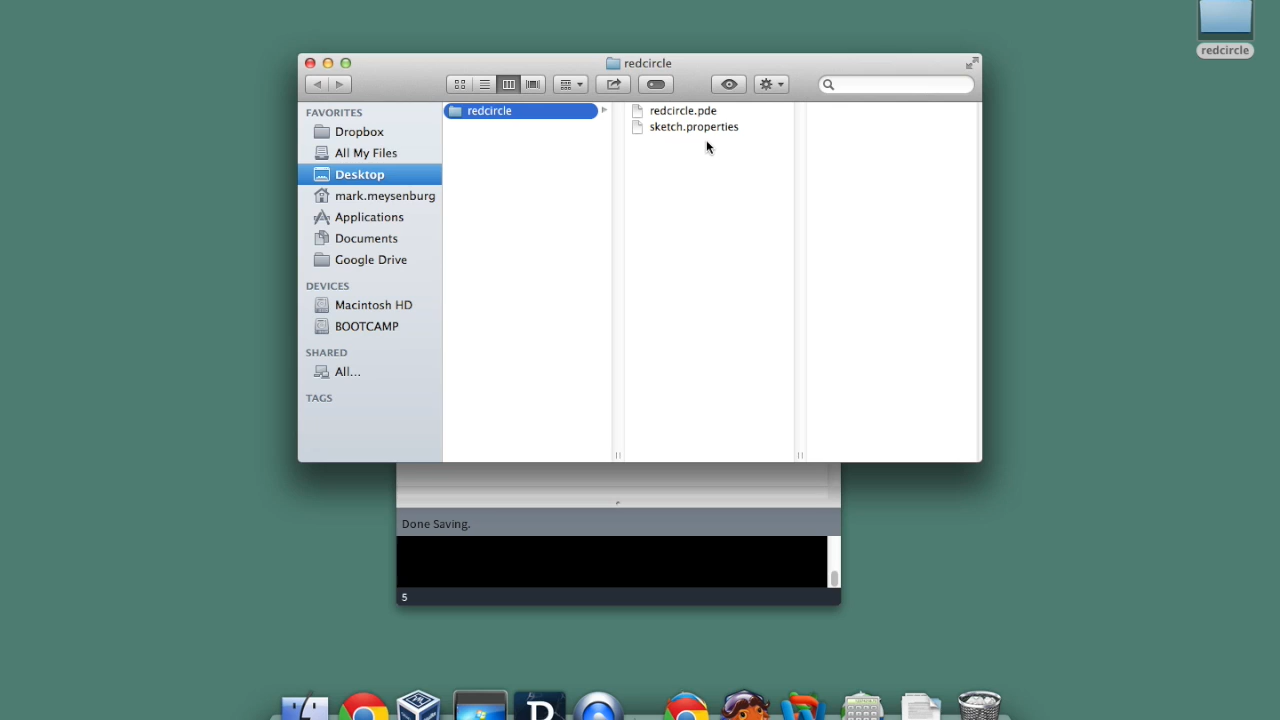 redcircle
redcircle
FAVORITES
Dropbox
All My Files
Desktop
mark.meysenburg
Applications
Documents
Google Drive
DEVICES
Macintosh HD
BOOTCAMP
SHARED
All...
TAGS
redcircle
redcircle.pde
sketch.properties
Done Saving.
5